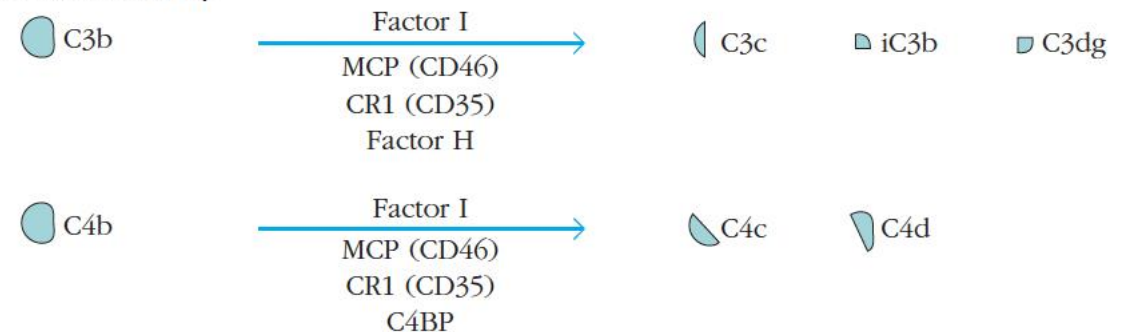 C3b
Factor I
MCP (CD46)
CR1 (CD35)
Factor H
C3c
iC3b
C3dg
C4b
Factor I
MCP (CD46)
CR1 (CD35)
C4BP
C4c
C4d